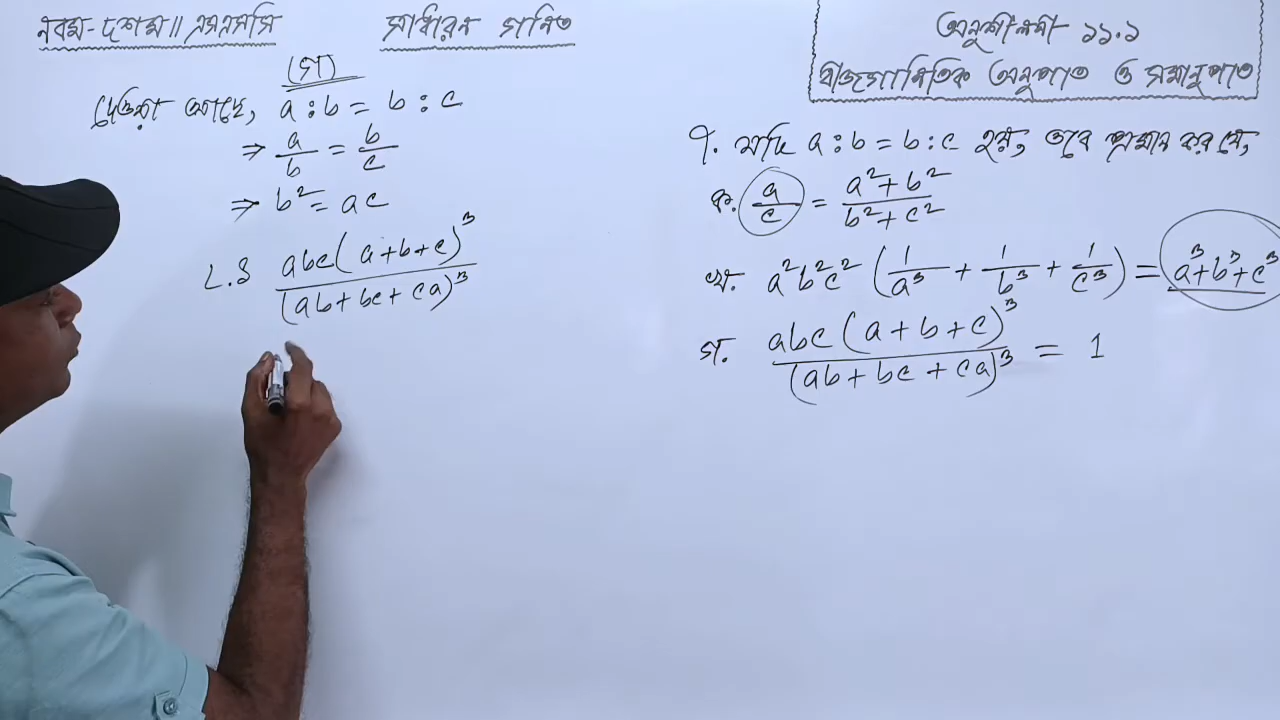 নবম-দশম॥ এসএসসি
সাধারন গনিত
(গ)
দেওয়া আছে, a : b = b : c
⇒ a/b = b/c
⇒ b² = ac
L.S abc(a+b+c)³/(ab+bc+ca)³
অনুশীলনী ১১.১
বীজগানিতিক অনুপাত ও সমানুপাত
৭. যদি a : b = b : c হয়, তবে প্রমান কর যে,
ক. a/c = (a²+b²)/(b²+c²)
খ. a²b²c² (1/a³ + 1/b³ + 1/c³) = a³+b³+c³
গ. abc(a+b+c)³/(ab+bc+ca)³ = 1